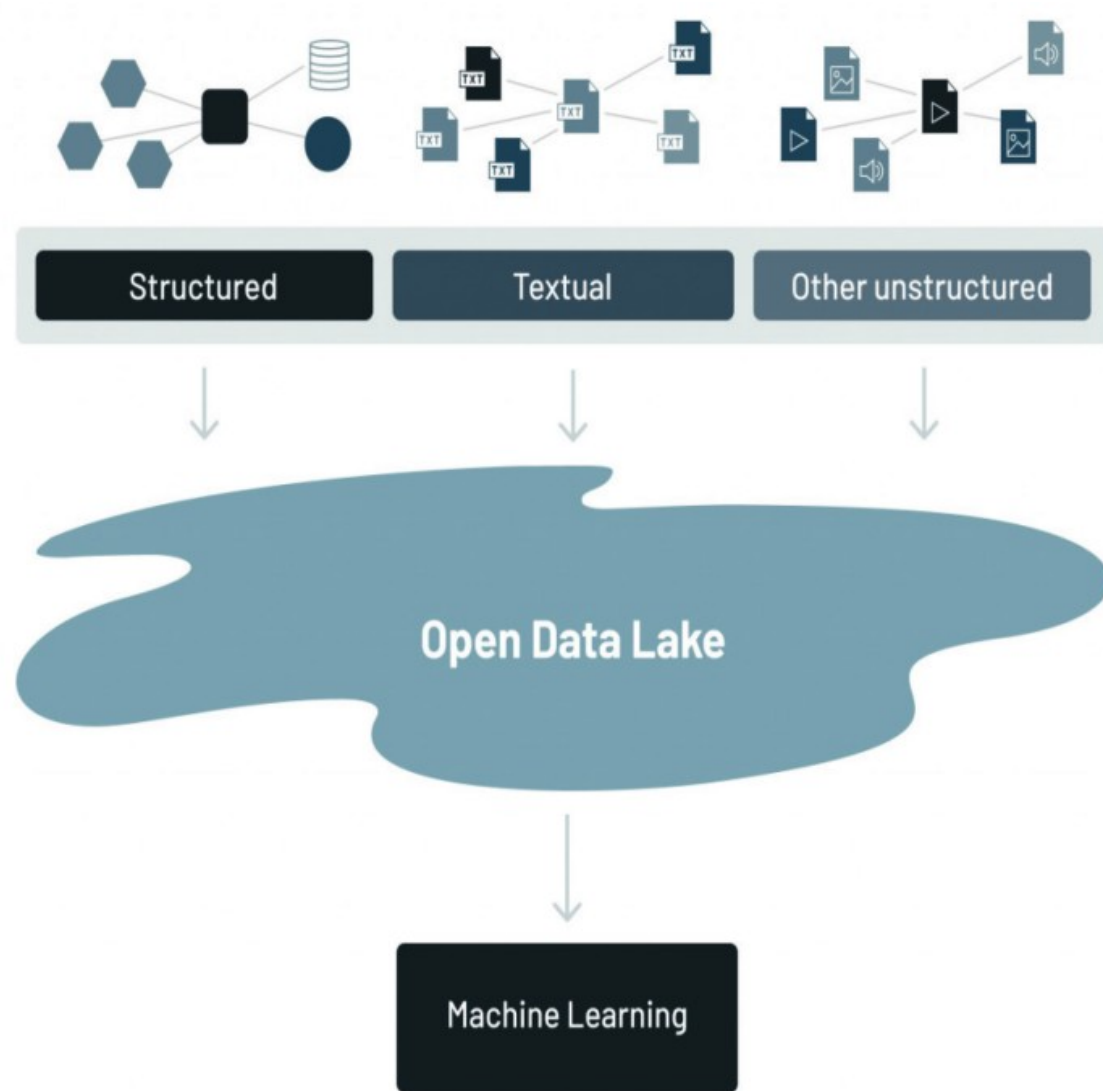 TXT
TXT
TXT
TXT
TXT
TXT
Structured
Textual
Other unstructured
Open Data Lake
Machine Learning